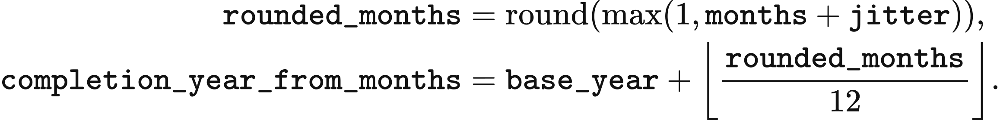 rounded_months = round(max(1, months + jitter)),
completion_year_from_months = base_year + ⌊rounded_months / 12⌋.